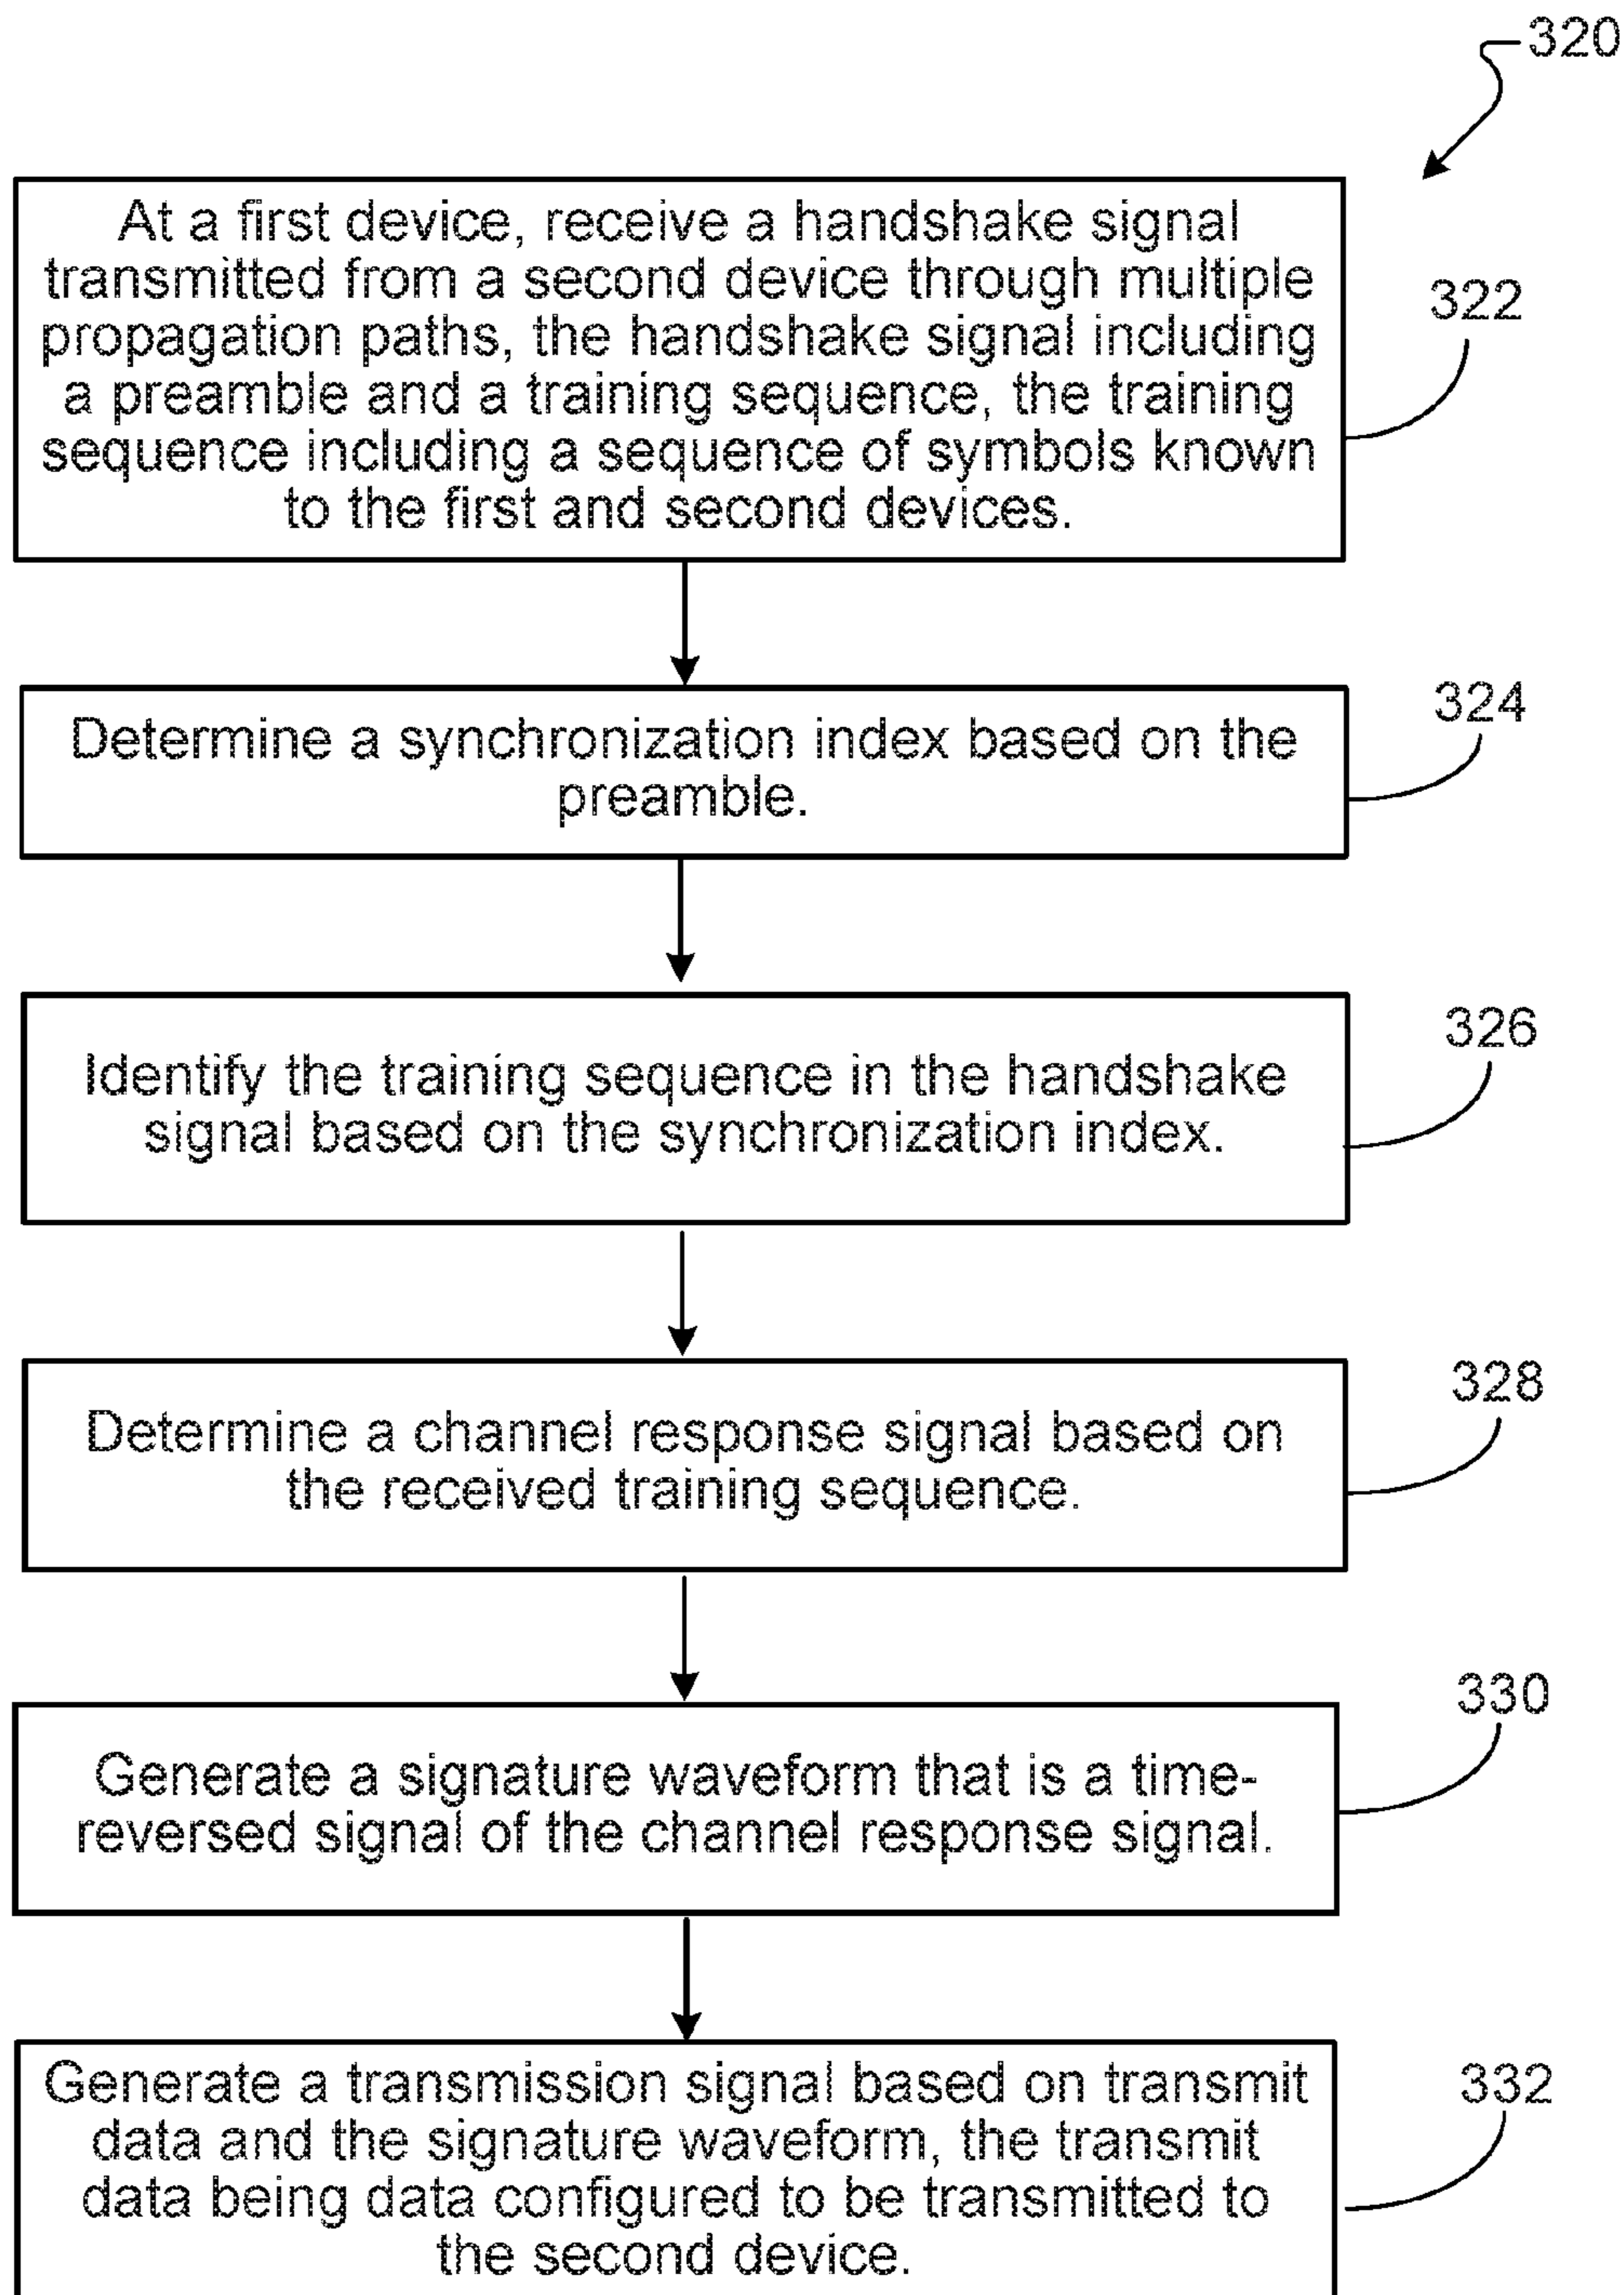 320
At a first device, receive a handshake signal
transmitted from a second device through multiple
propagation paths, the handshake signal including
a preamble and a training sequence, the training
sequence including a sequence of symbols known
to the first and second devices.
322
Determine a synchronization index based on the
preamble.
324
Identify the training sequence in the handshake
signal based on the synchronization index.
326
Determine a channel response signal based on
the received training sequence.
328
Generate a signature waveform that is a time-
reversed signal of the channel response signal.
330
Generate a transmission signal based on transmit
data and the signature waveform, the transmit
data being data configured to be transmitted to
the second device.
332